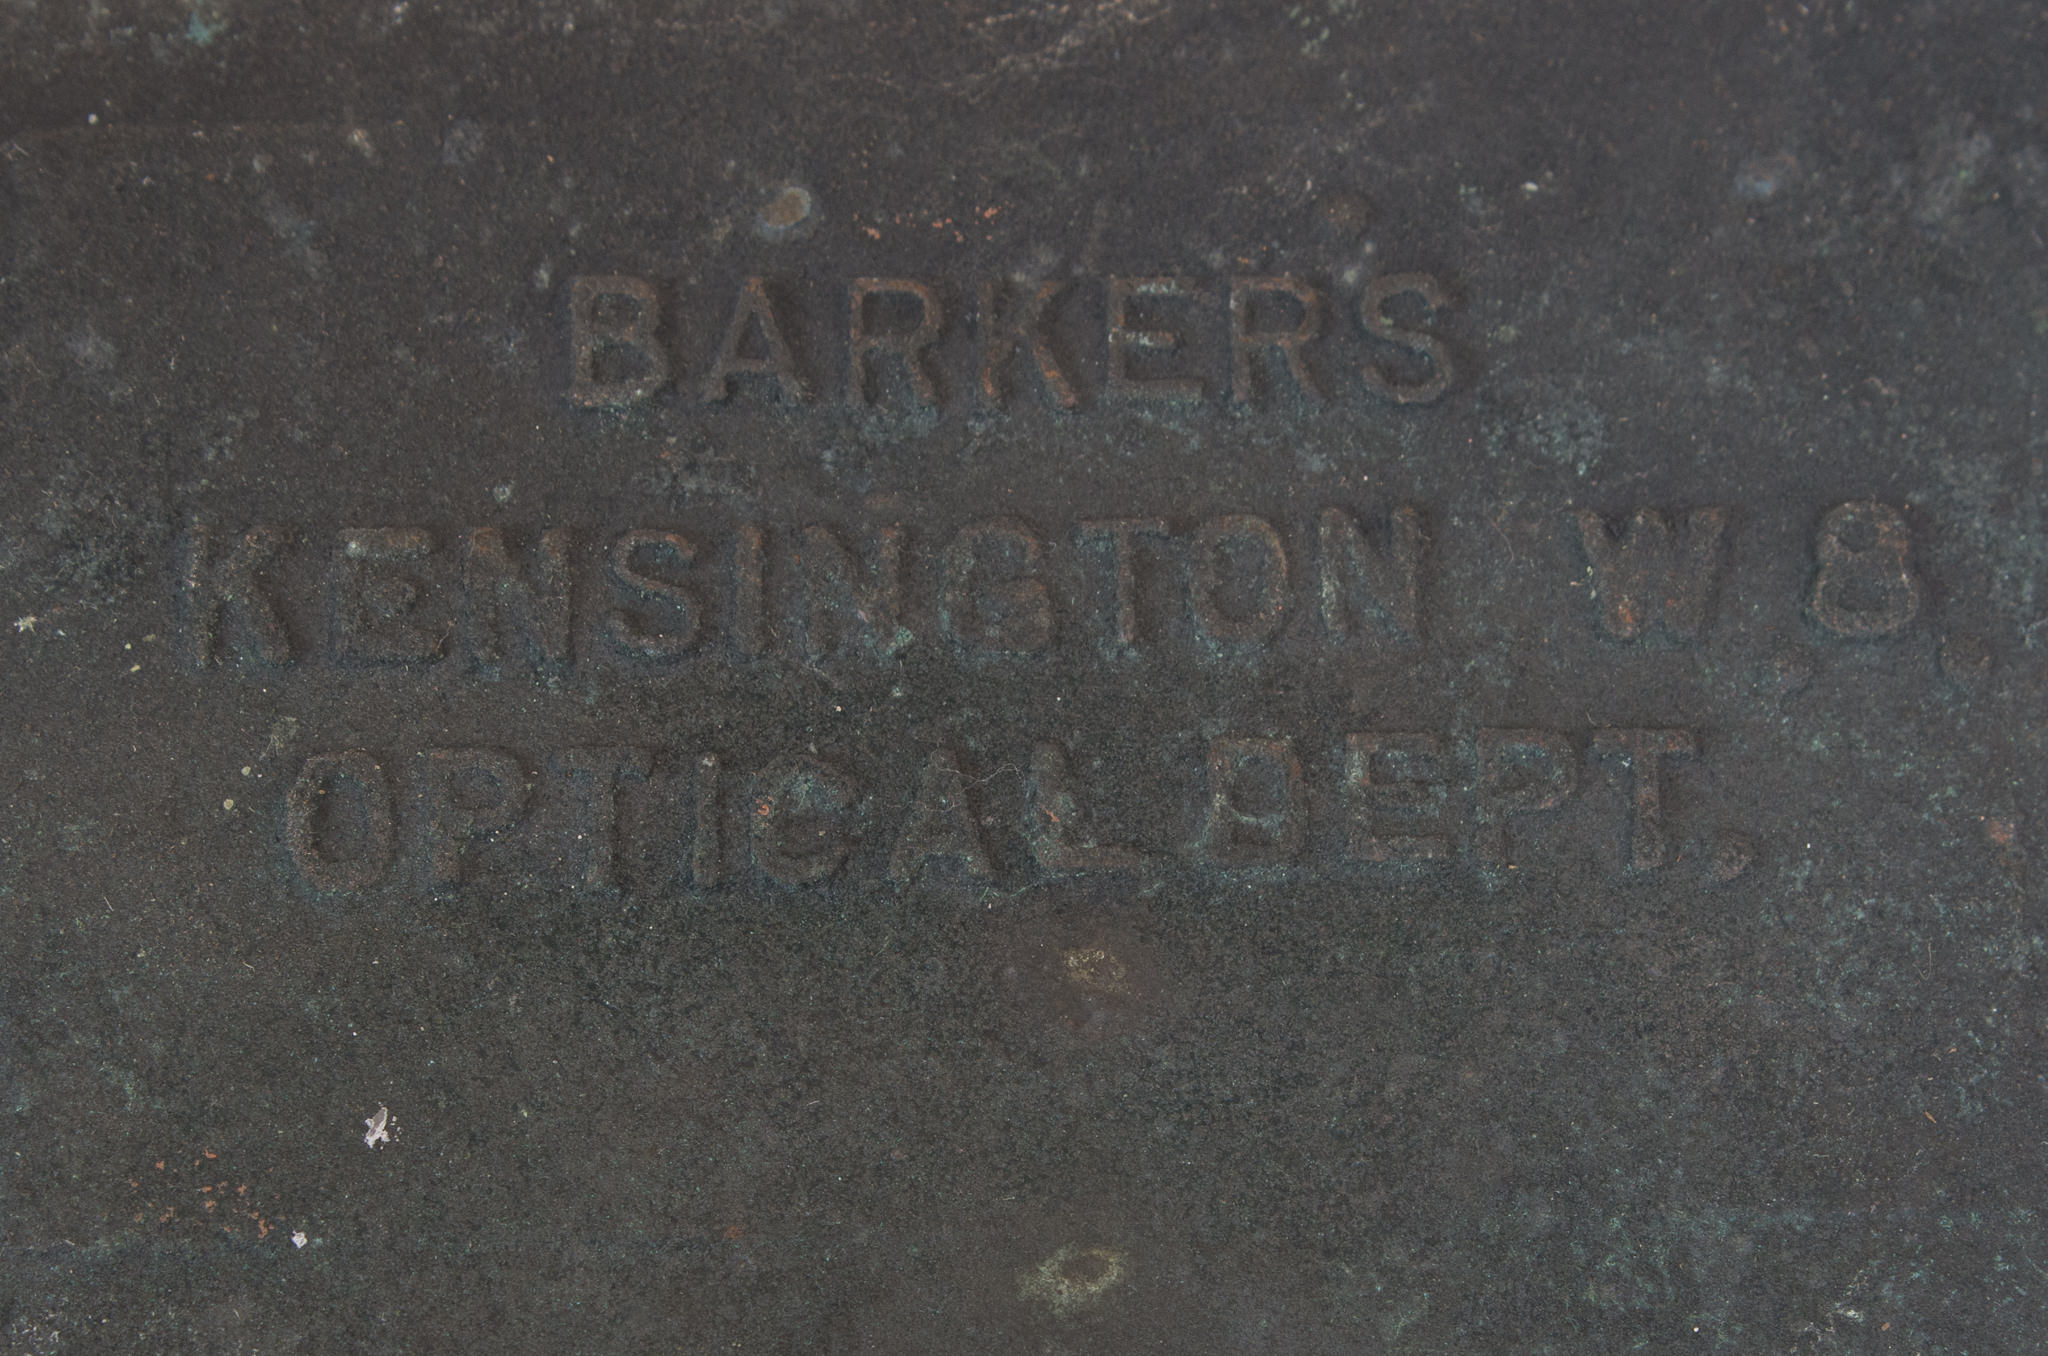 BARKERS
KENSINGTON W.8.
OPTICAL DEPT.